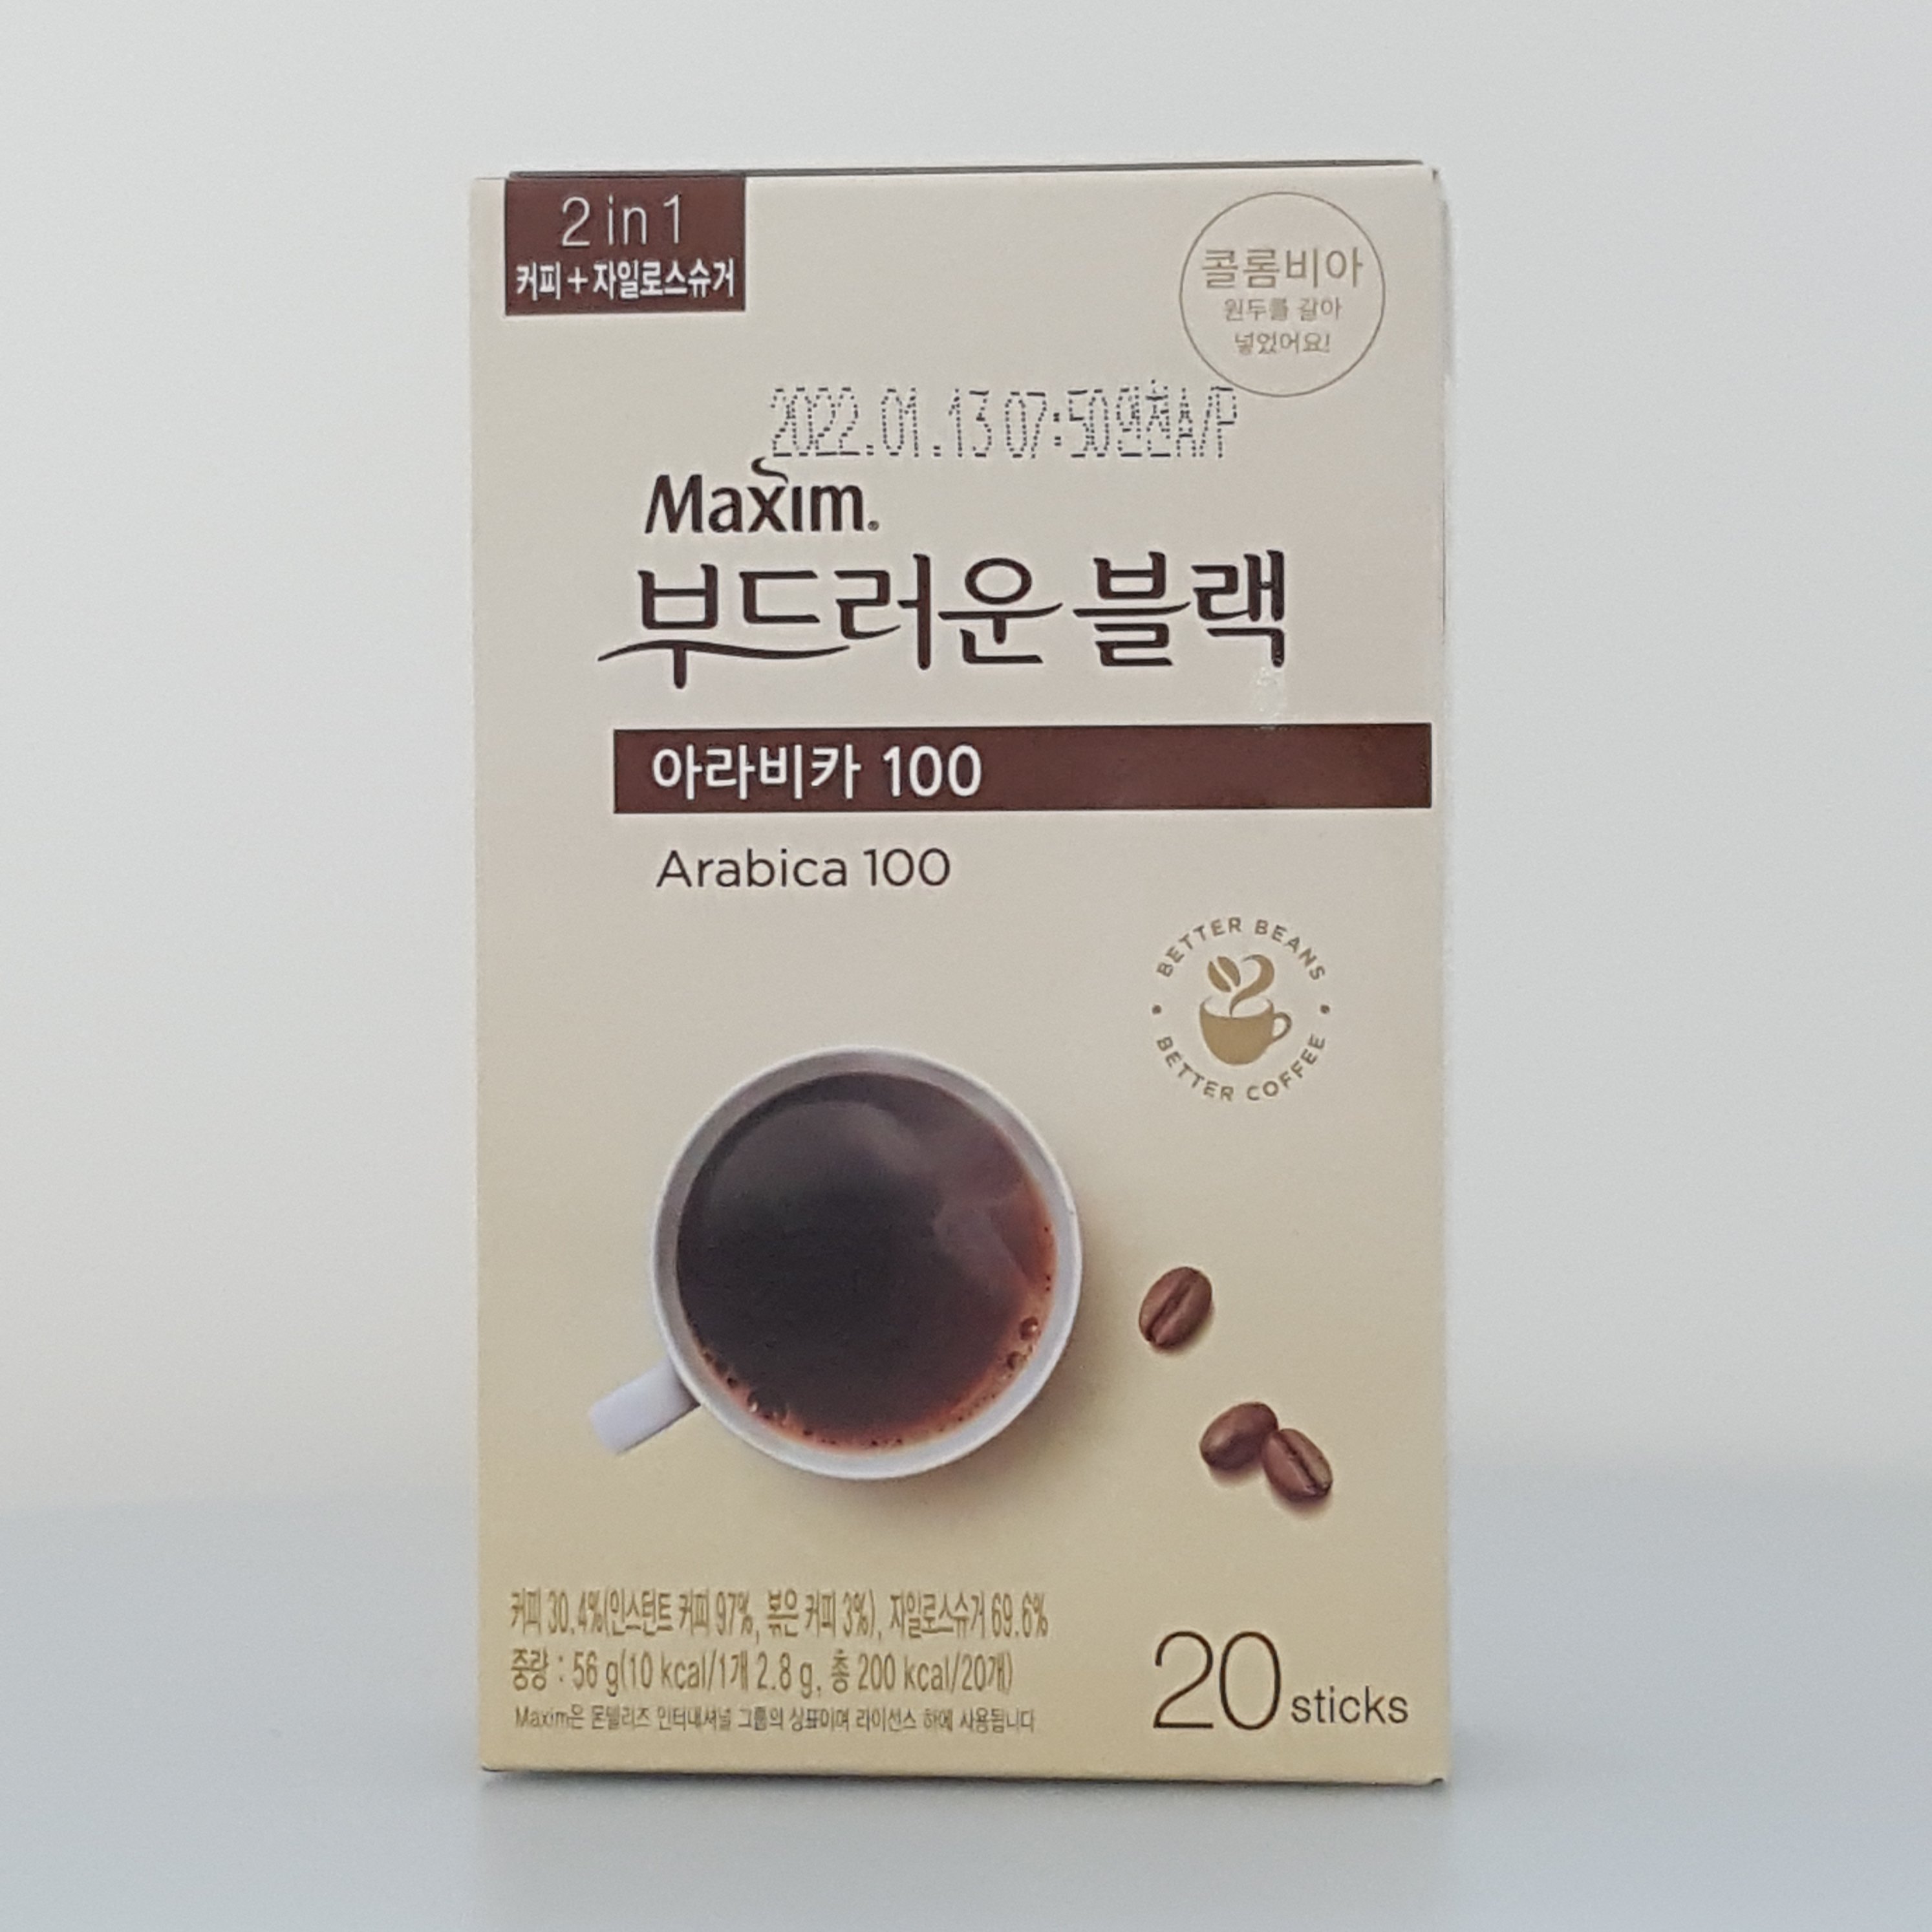 2 in 1
커피 + 자일로스슈거
콜롬비아
원두를 갈아
넣었어요!
2022.01.13 07:50 A/P
Maxim®
부드러운 블랙
아라비카 100
Arabica 100
BETTER BEANS
BETTER COFFEE
커피 30.4%(인스턴트 커피 97%, 볶은 커피 3%), 자일로스슈거 69.6%
중량 : 56 g(10 kcal/1개 2.8 g, 총 200 kcal/20개)
Maxim은 몬델리즈 인터내셔널 그룹의 상표이며 라이선스 하에 사용됩니다
20 sticks